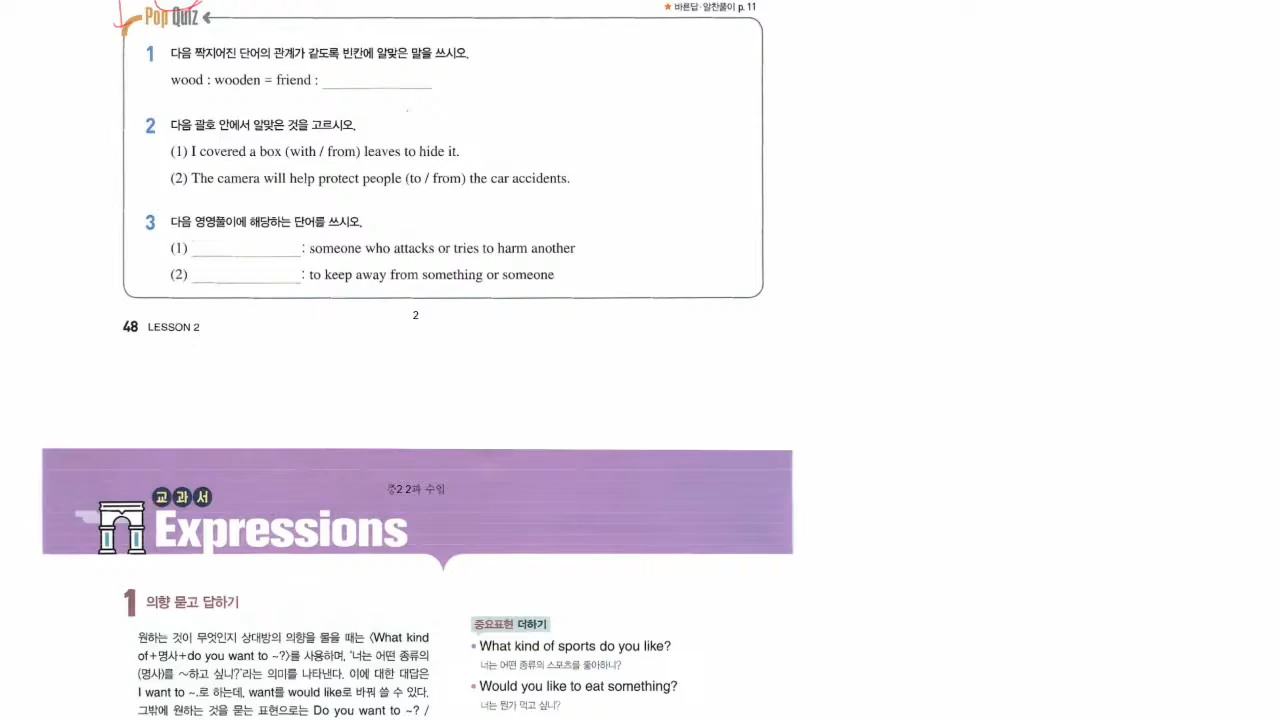 Pop Quiz
★ 바른답·알찬풀이 p. 11
1 다음 짝지어진 단어의 관계가 같도록 빈칸에 알맞은 말을 쓰시오.
wood : wooden = friend :
2 다음 괄호 안에서 알맞은 것을 고르시오.
(1) I covered a box (with / from) leaves to hide it.
(2) The camera will help protect people (to / from) the car accidents.
3 다음 영영풀이에 해당하는 단어를 쓰시오.
(1) : someone who attacks or tries to harm another
(2) : to keep away from something or someone
2
48 LESSON 2
중2 2과 수업
교과서
Expressions
1 의향 묻고 답하기
원하는 것이 무엇인지 상대방의 의향을 물을 때는 〈What kind
of+명사+do you want to ~?〉를 사용하며, '너는 어떤 종류의
(명사)를 ~하고 싶니?'라는 의미를 나타낸다. 이에 대한 대답은
I want to ~.로 하는데, want를 would like로 바꿔 쓸 수 있다.
그밖에 원하는 것을 묻는 표현으로는 Do you want to ~? /
중요표현 더하기
• What kind of sports do you like?
너는 어떤 종류의 스포츠를 좋아하니?
• Would you like to eat something?
너는 뭔가 먹고 싶니?